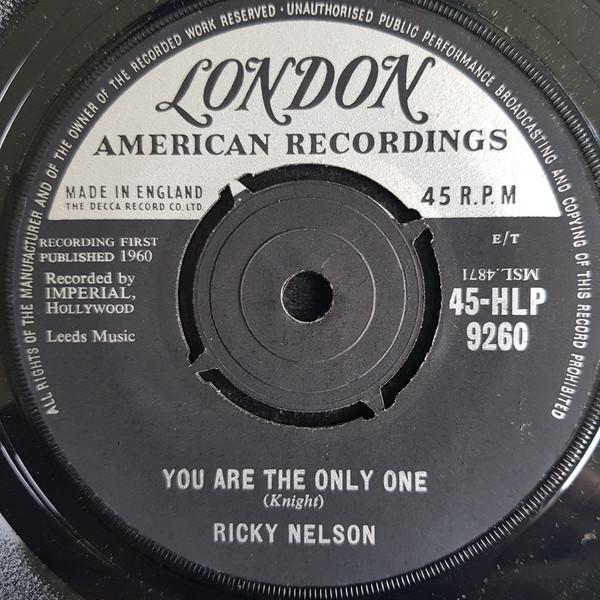 ALL RIGHTS OF THE MANUFACTURER AND OF THE OWNER OF THE RECORDED WORK RESERVED · UNAUTHORISED PUBLIC PERFORMANCE BROADCASTING AND COPYING OF THIS RECORD PROHIBITED
LONDON
AMERICAN RECORDINGS
MADE IN ENGLAND
THE DECCA RECORD CO. LTD.
45 R.P.M
RECORDING FIRST
PUBLISHED 1960
Recorded by
IMPERIAL,
HOLLYWOOD
Leeds Music
E/T
MSL.4871
45-HLP
9260
YOU ARE THE ONLY ONE
(Knight)
RICKY NELSON